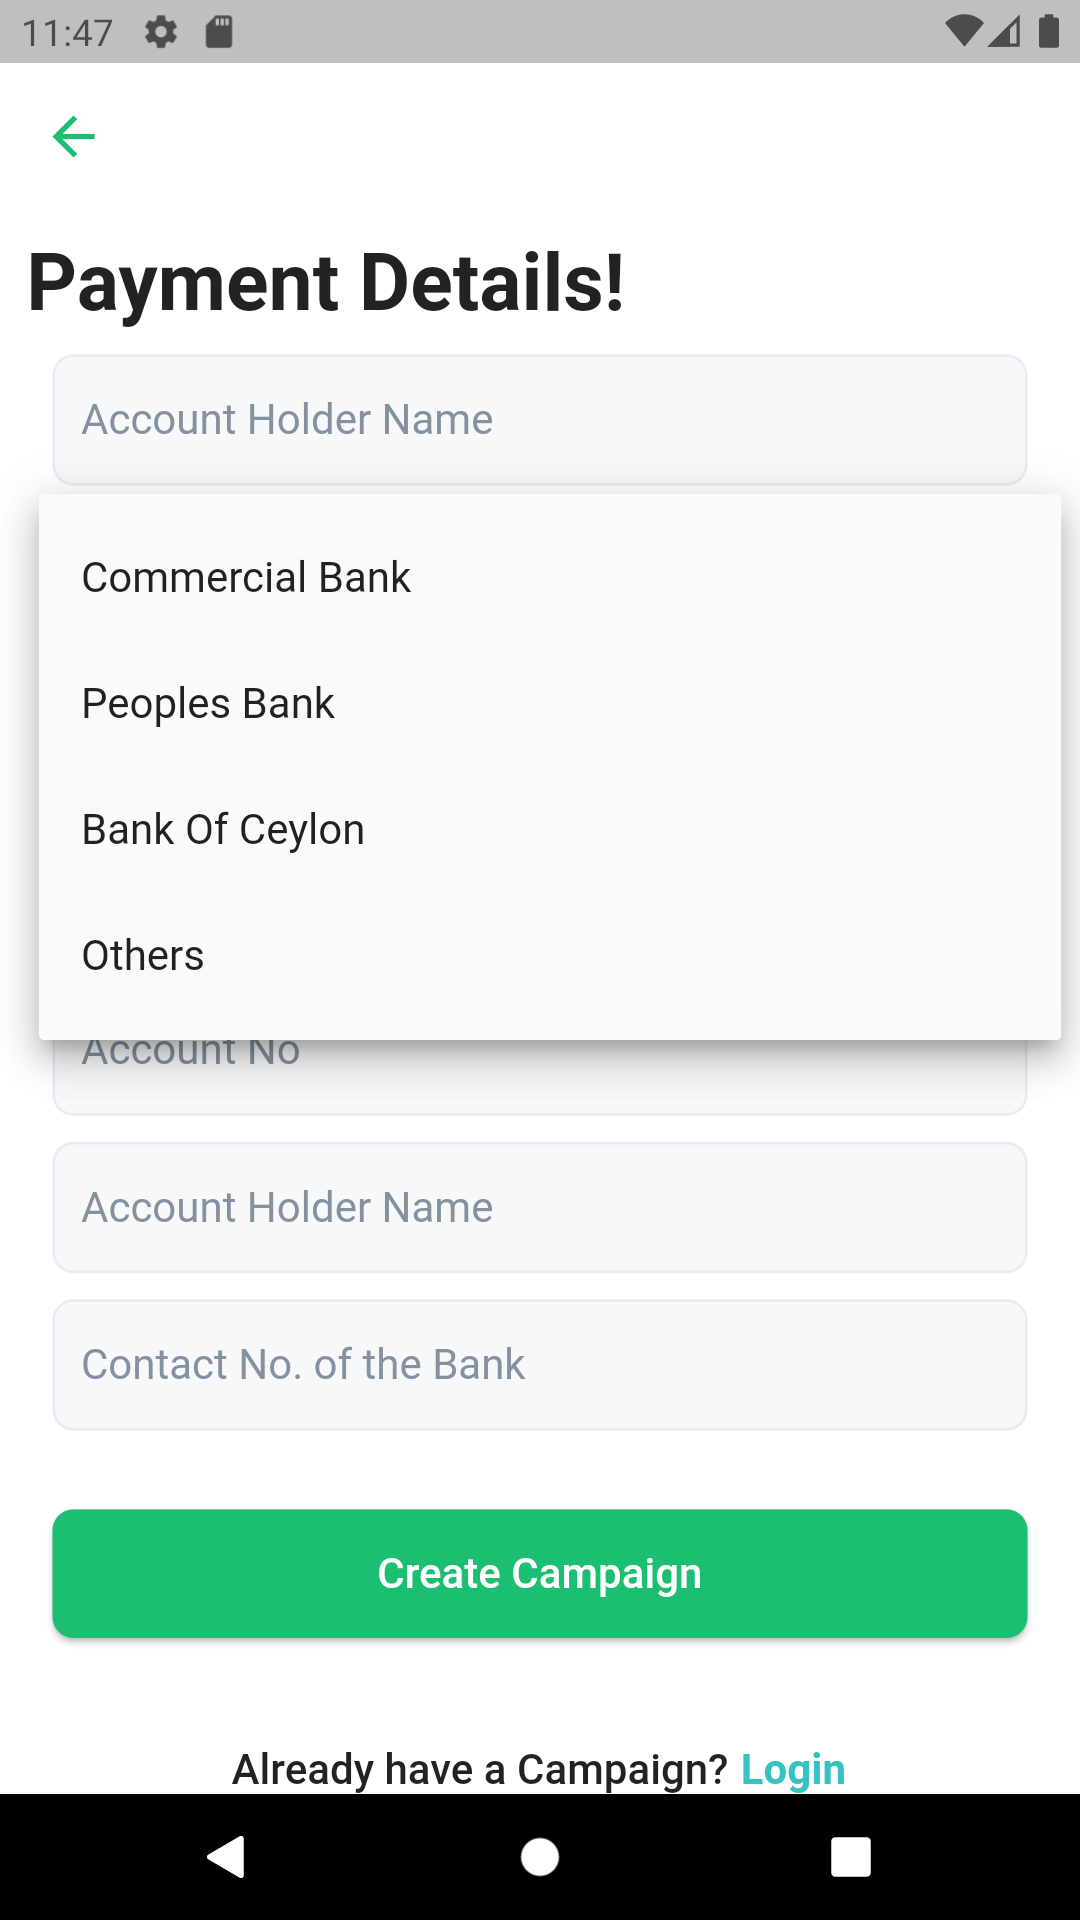 11:47
Payment Details!
Account Holder Name
Commercial Bank
Peoples Bank
Bank Of Ceylon
Others
Account No
Account Holder Name
Contact No. of the Bank
Create Campaign
Already have a Campaign? Login